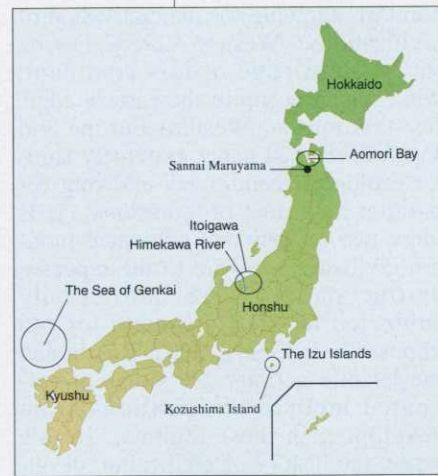 Hokkaido
Aomori Bay
Sannai Maruyama
Itoigawa
Himekawa River
The Sea of Genkai
Honshu
The Izu Islands
Kyushu
Kozushima Island